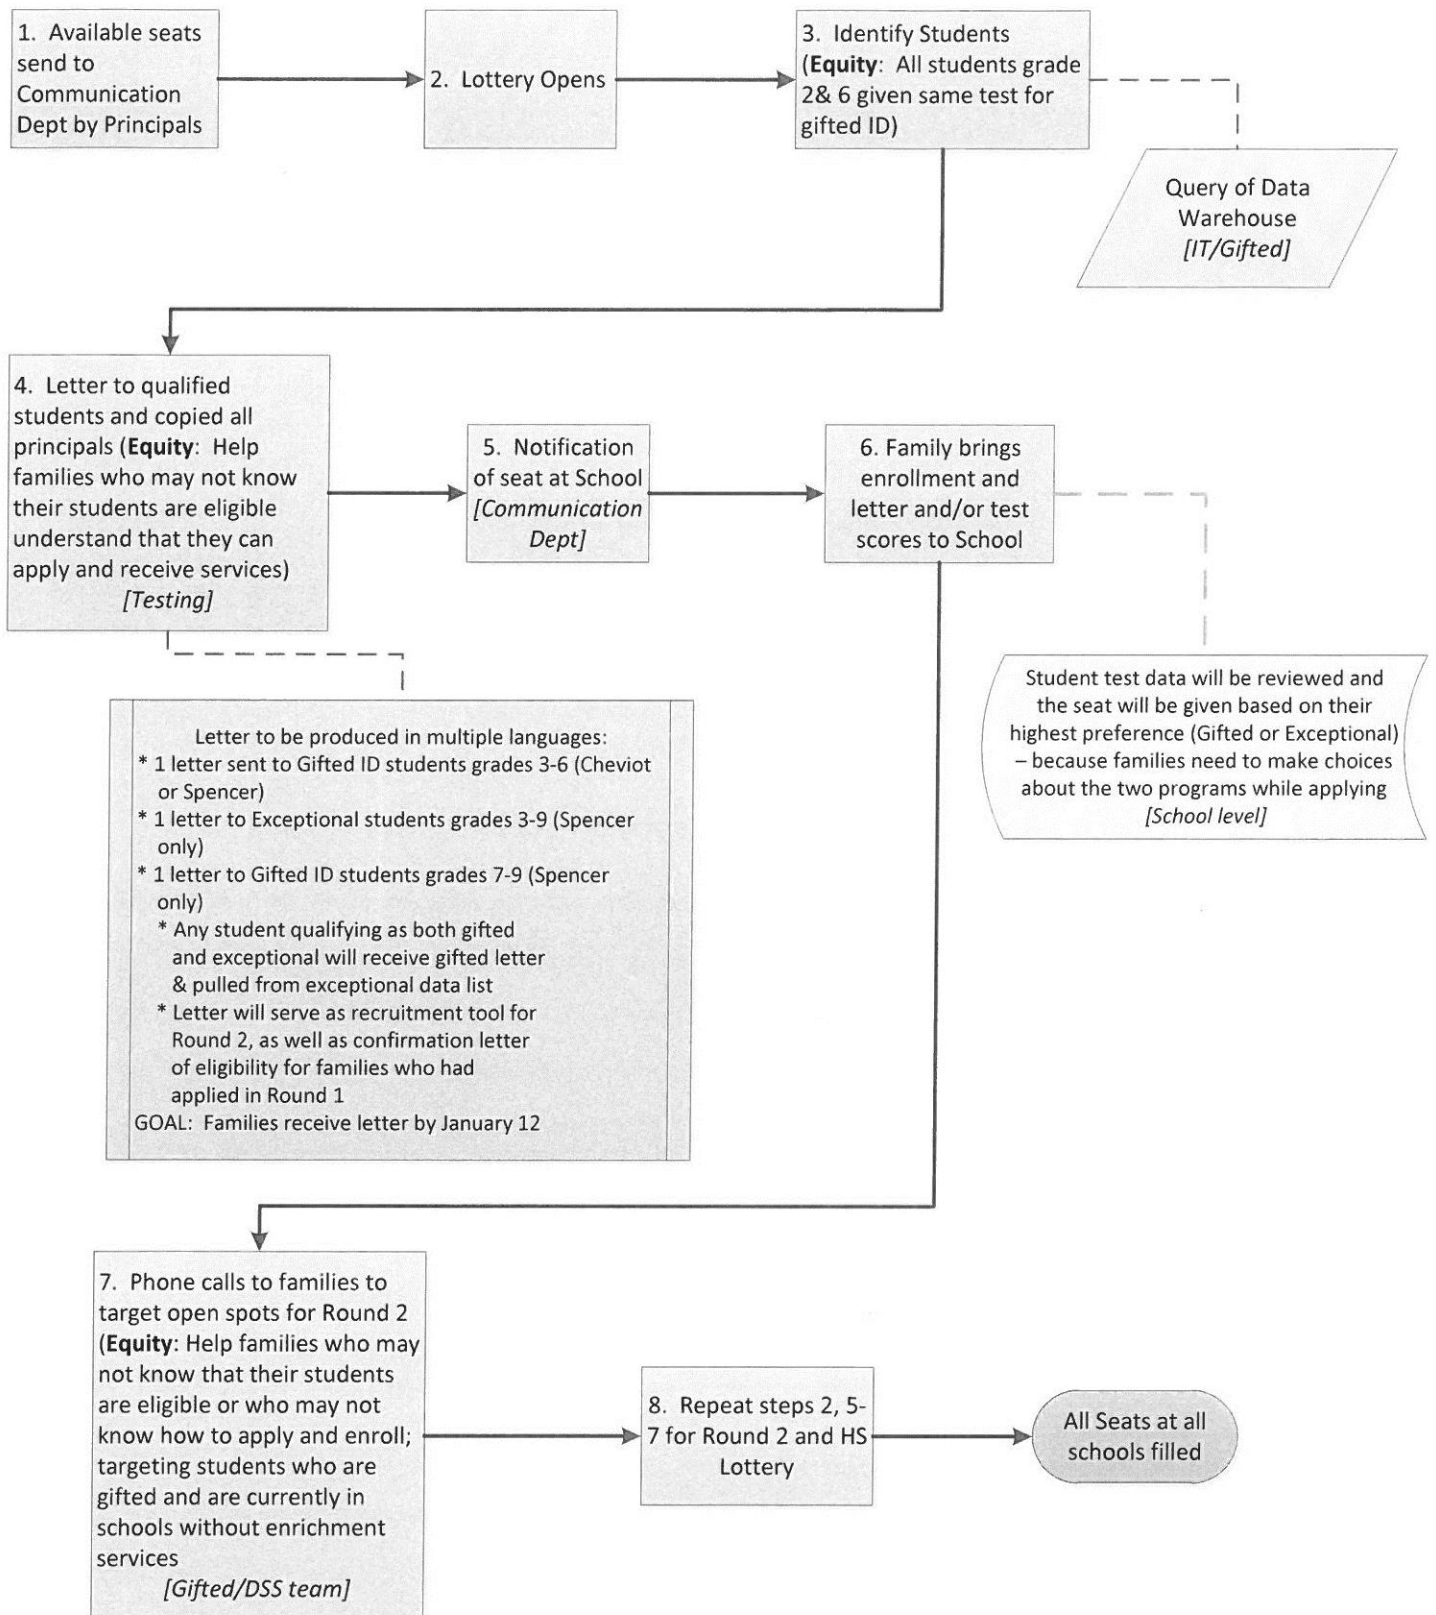 1. Available seats
send to
Communication
Dept by Principals
2. Lottery Opens
3. Identify Students
(Equity: All students grade
2& 6 given same test for
gifted ID)
Query of Data
Warehouse
[IT/Gifted]
4. Letter to qualified
students and copied all
principals (Equity: Help
families who may not know
their students are eligible
understand that they can
apply and receive services)
[Testing]
5. Notification
of seat at School
[Communication
Dept]
6. Family brings
enrollment and
letter and/or test
scores to School
Student test data will be reviewed and
the seat will be given based on their
highest preference (Gifted or Exceptional)
– because families need to make choices
about the two programs while applying
[School level]
Letter to be produced in multiple languages:
* 1 letter sent to Gifted ID students grades 3-6 (Cheviot
or Spencer)
* 1 letter to Exceptional students grades 3-9 (Spencer
only)
* 1 letter to Gifted ID students grades 7-9 (Spencer
only)
* Any student qualifying as both gifted
and exceptional will receive gifted letter
& pulled from exceptional data list
* Letter will serve as recruitment tool for
Round 2, as well as confirmation letter
of eligibility for families who had
applied in Round 1
GOAL: Families receive letter by January 12
7. Phone calls to families to
target open spots for Round 2
(Equity: Help families who may
not know that their students
are eligible or who may not
know how to apply and enroll;
targeting students who are
gifted and are currently in
schools without enrichment
services
[Gifted/DSS team]
8. Repeat steps 2, 5-
7 for Round 2 and HS
Lottery
All Seats at all
schools filled